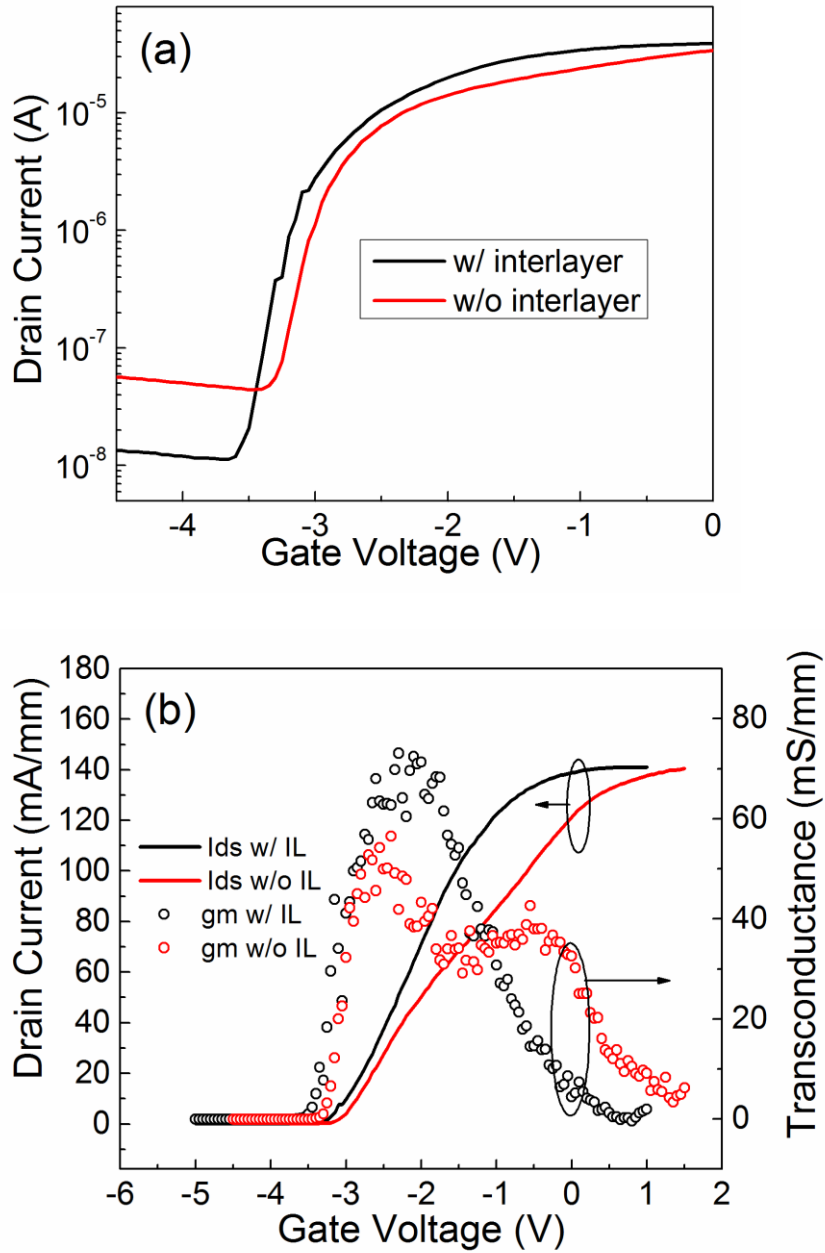 (a)
Drain Current (A)
10⁻⁵
10⁻⁶
10⁻⁷
10⁻⁸
w/ interlayer
w/o interlayer
-4 -3 -2 -1 0
Gate Voltage (V)
(b)
Drain Current (mA/mm)
180
160
140
120
100
80
60
40
20
0
Ids w/ IL
Ids w/o IL
gm w/ IL
gm w/o IL
80
60
40
20
0
Transconductance (mS/mm)
-6 -5 -4 -3 -2 -1 0 1 2
Gate Voltage (V)